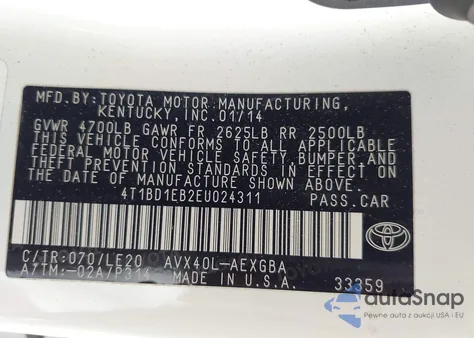 MFD. BY: TOYOTA MOTOR MANUFACTURING,
KENTUCKY, INC. 01/14
GVWR 4700LB GAWR FR 2625LB RR 2500LB
THIS VEHICLE CONFORMS TO ALL APPLICABLE
FEDERAL MOTOR VEHICLE SAFETY, BUMPER, AND
THEFT PREVENTION STANDARDS IN EFFECT ON
THE DATE OF MANUFACTURE SHOWN ABOVE.
4T1BD1EB2EU024311
PASS.CAR
C/TR:070/LE20 AVX40L-AEXGBA
A/TM:-02A/P314 MADE IN U.S.A. 33359
autoSnap
Pewne auta z USA i Europy